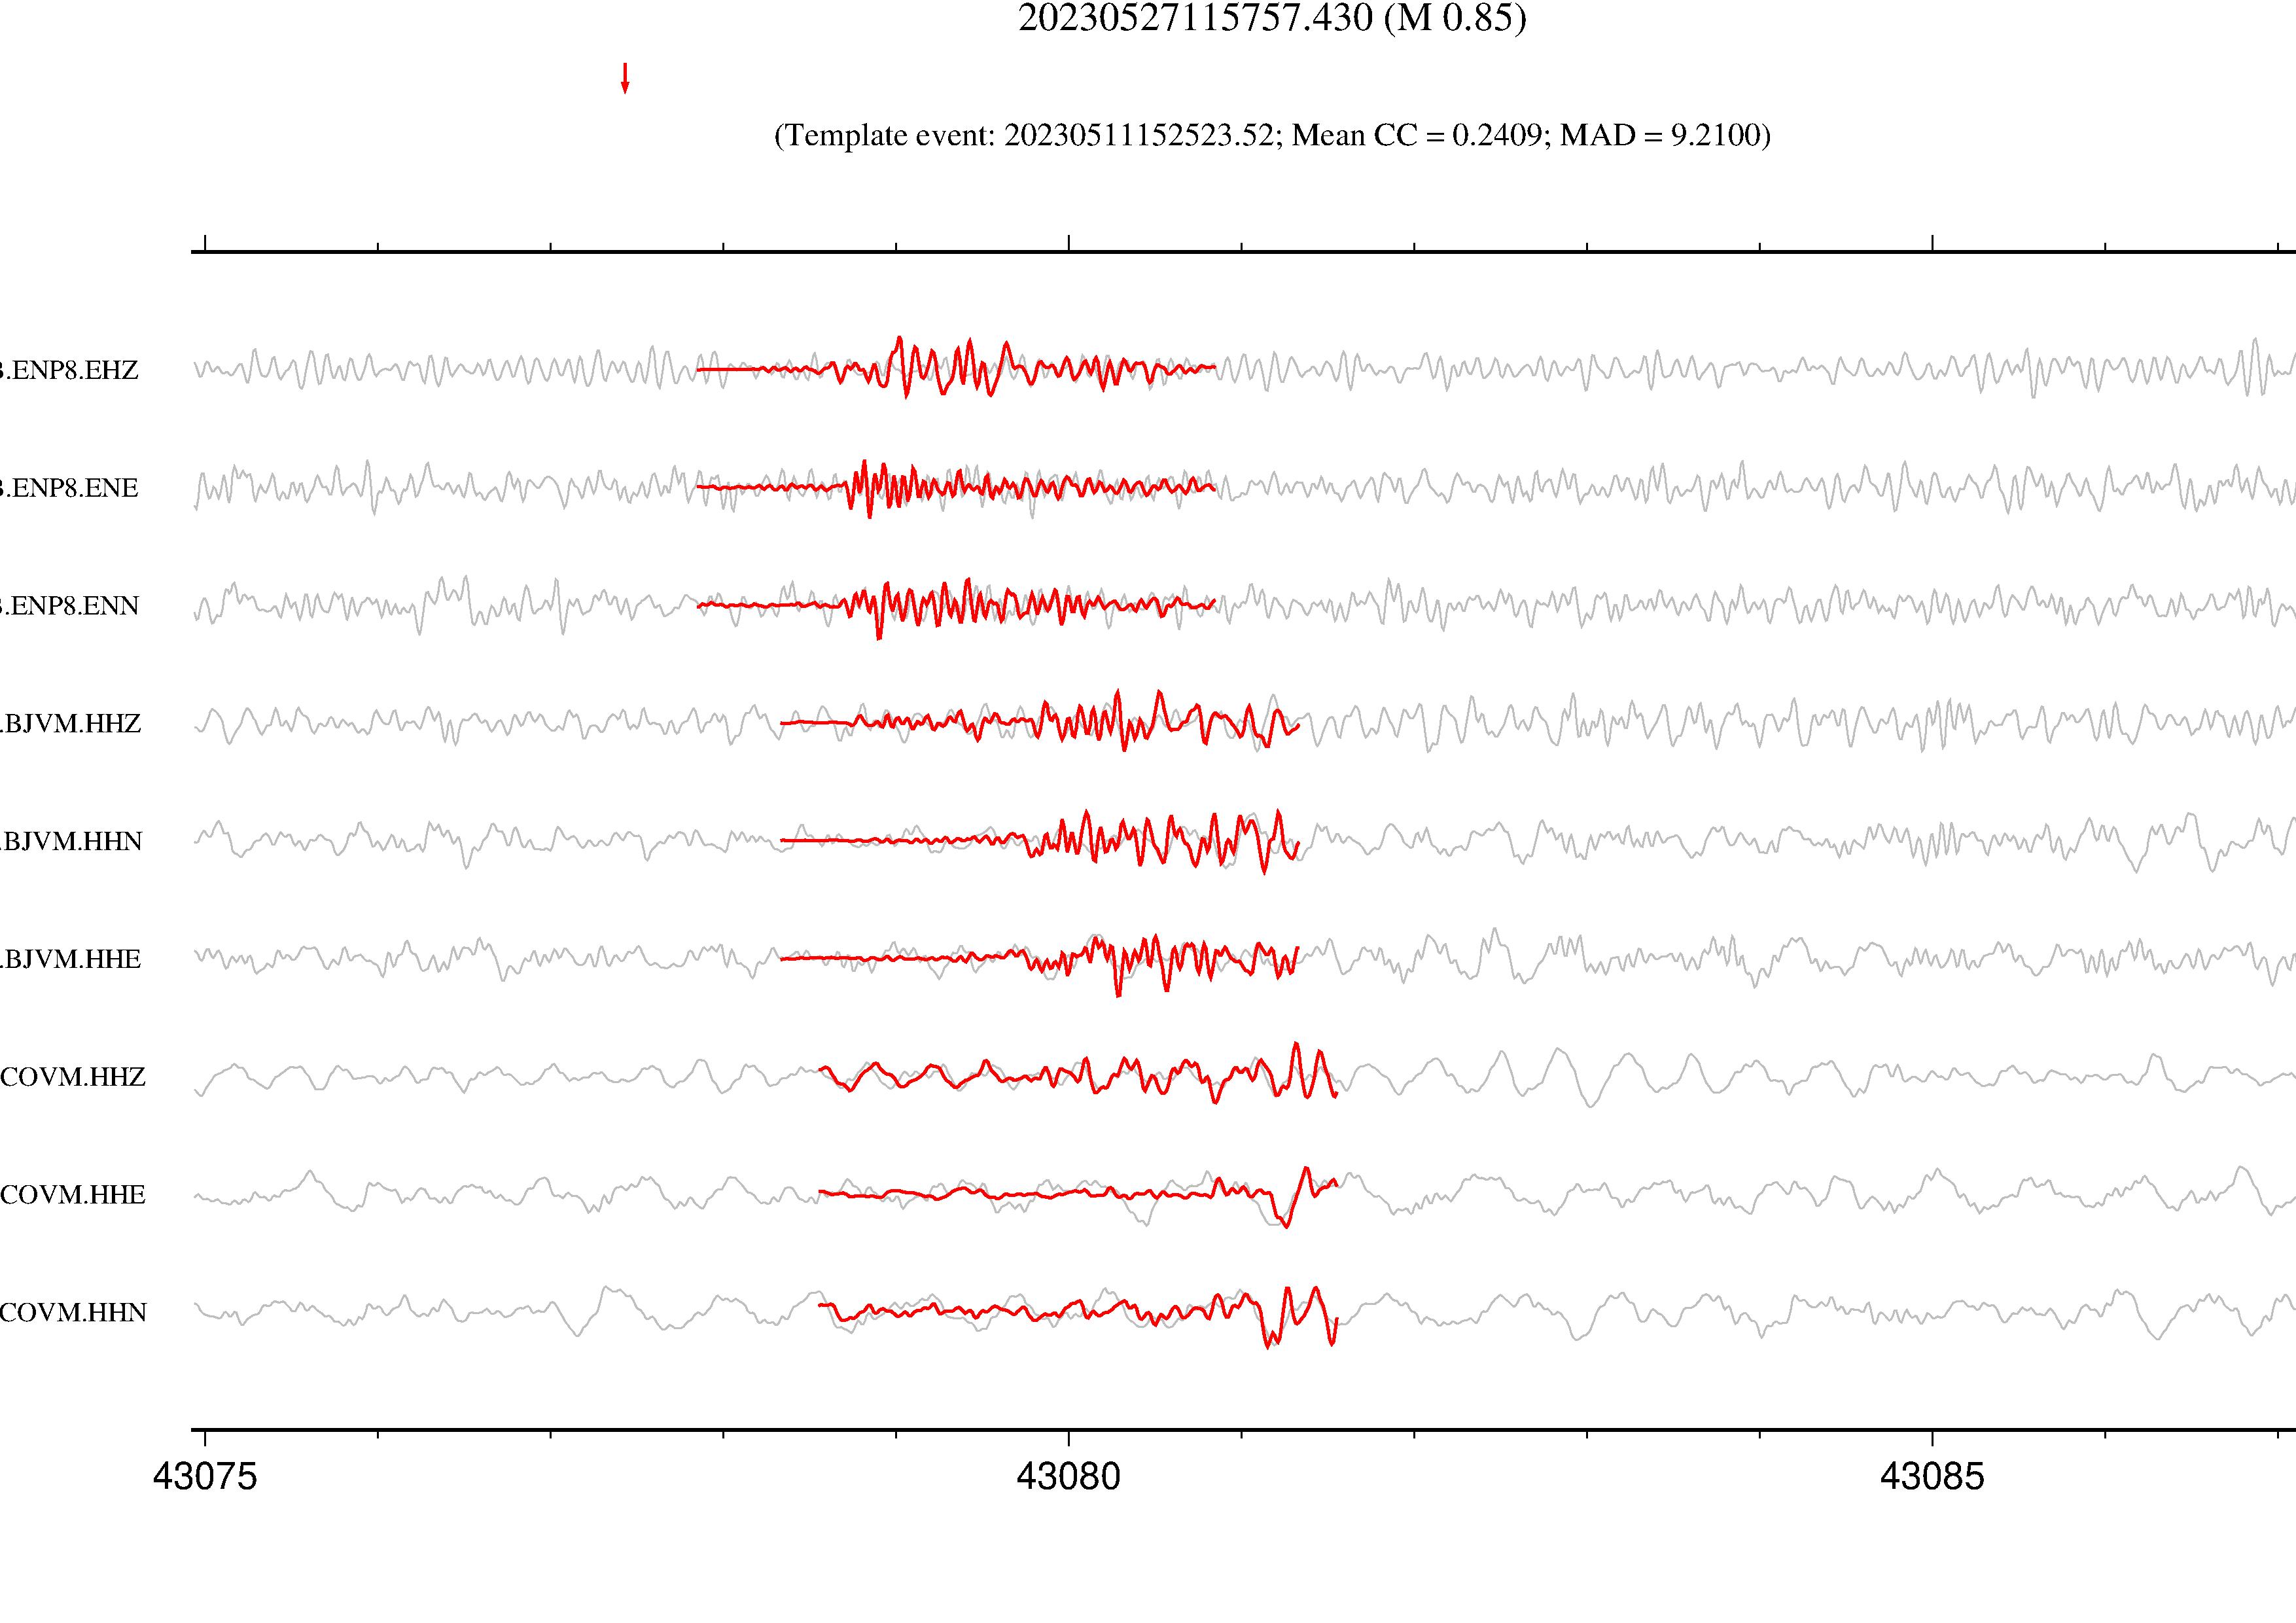 20230527115757.430 (M 0.85)
(Template event: 20230511152523.52; Mean CC = 0.2409; MAD = 9.2100)
.ENP8.EHZ
.ENP8.ENE
.ENP8.ENN
.BJVM.HHZ
.BJVM.HHN
.BJVM.HHE
COVM.HHZ
COVM.HHE
COVM.HHN
43075 43080 43085